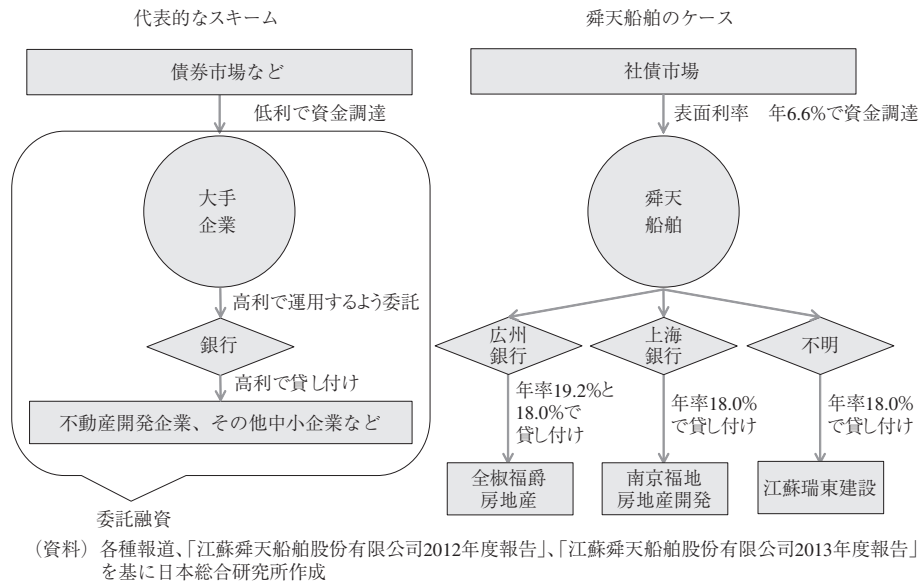 代表的なスキーム
債券市場など
低利で資金調達
大手
企業
高利で運用するよう委託
銀行
高利で貸し付け
不動産開発企業、その他中小企業など
委託融資
舜天船舶のケース
社債市場
表面利率　年6.6%で資金調達
舜天
船舶
広州
銀行
上海
銀行
不明
年率19.2%と
18.0%で
貸し付け
年率18.0%
で貸し付け
年率18.0%
で貸し付け
全椒福爵
房地産
南京福地
房地産開発
江蘇瑞東建設
(資料) 各種報道、「江蘇舜天船舶股份有限公司2012年度報告」、「江蘇舜天船舶股份有限公司2013年度報告」
を基に日本総合研究所作成